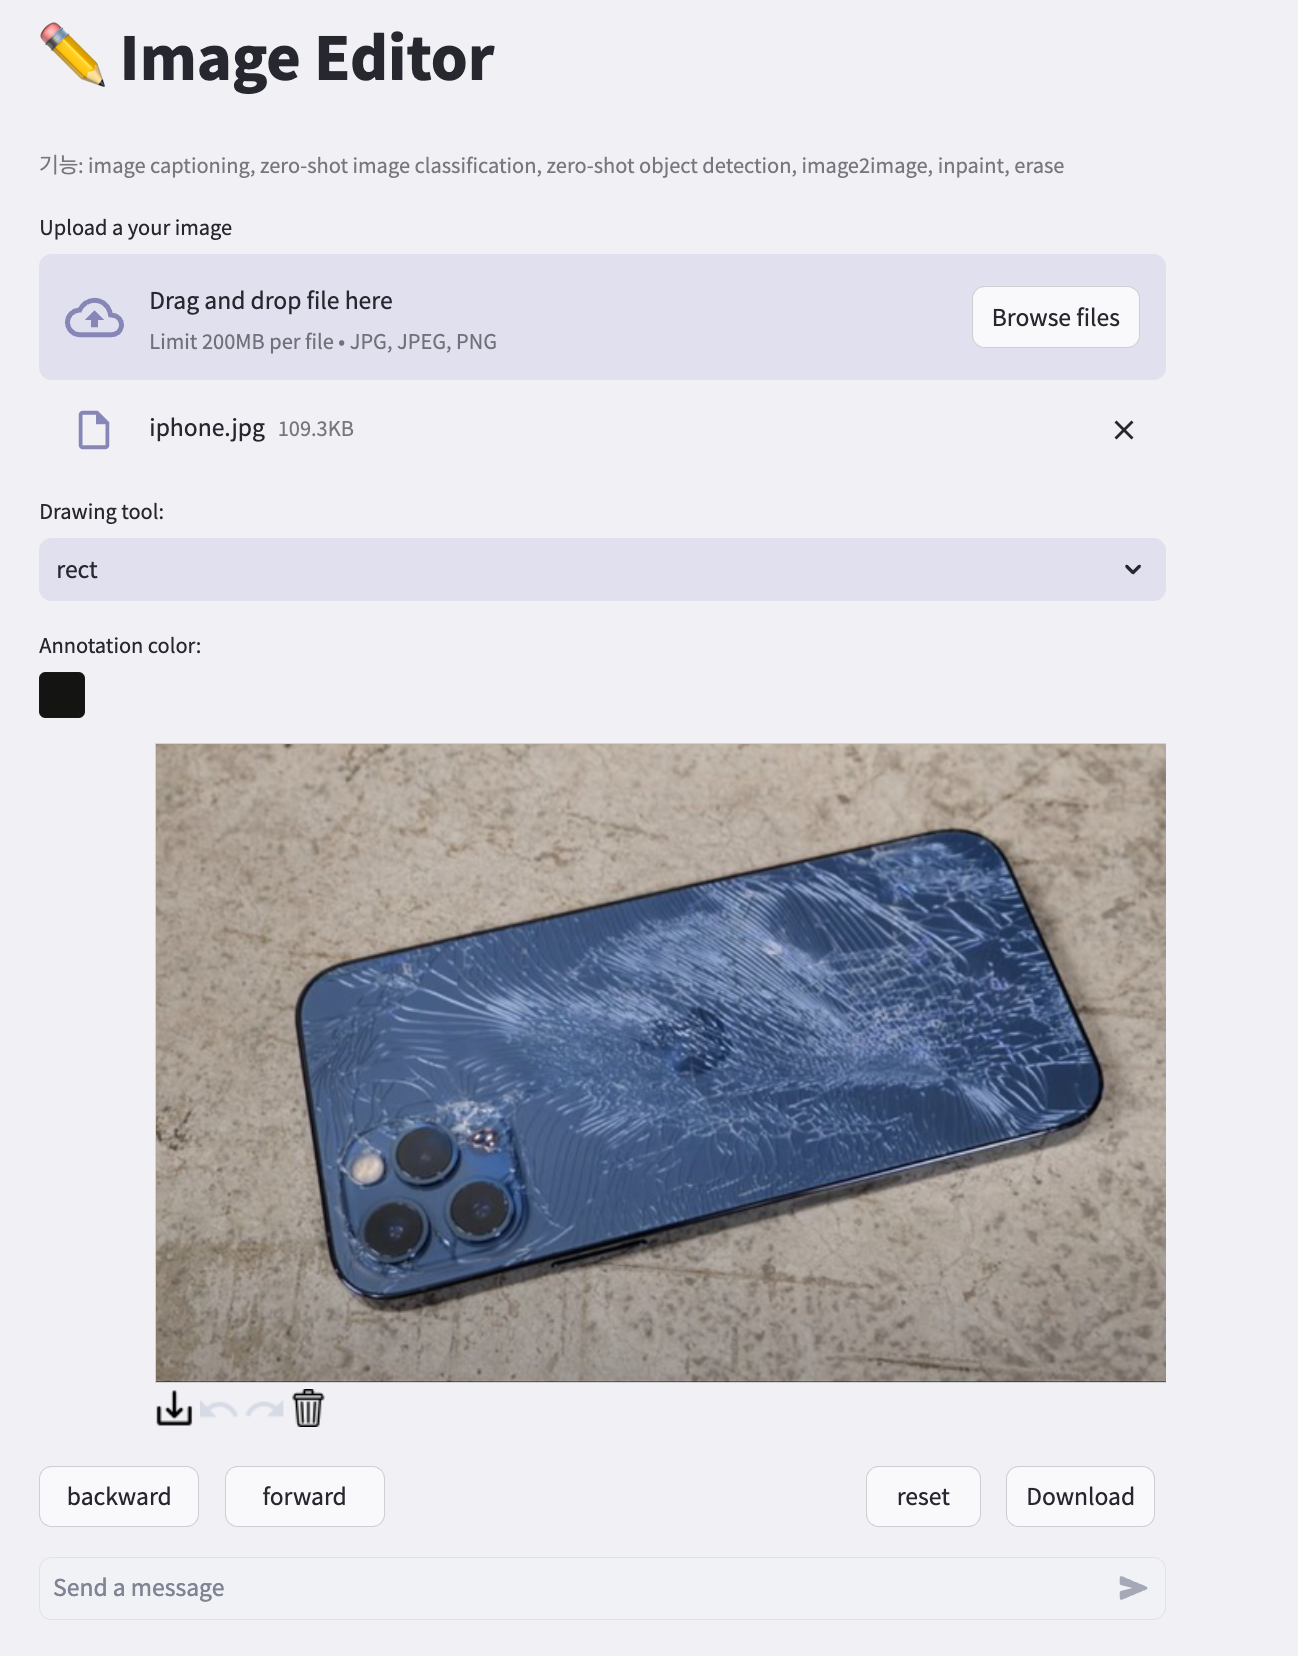 Image Editor
기능: image captioning, zero-shot image classification, zero-shot object detection, image2image, inpaint, erase
Upload a your image
Drag and drop file here
Limit 200MB per file • JPG, JPEG, PNG
Browse files
iphone.jpg 109.3KB
Drawing tool:
rect
Annotation color:
backward
forward
reset
Download
Send a message